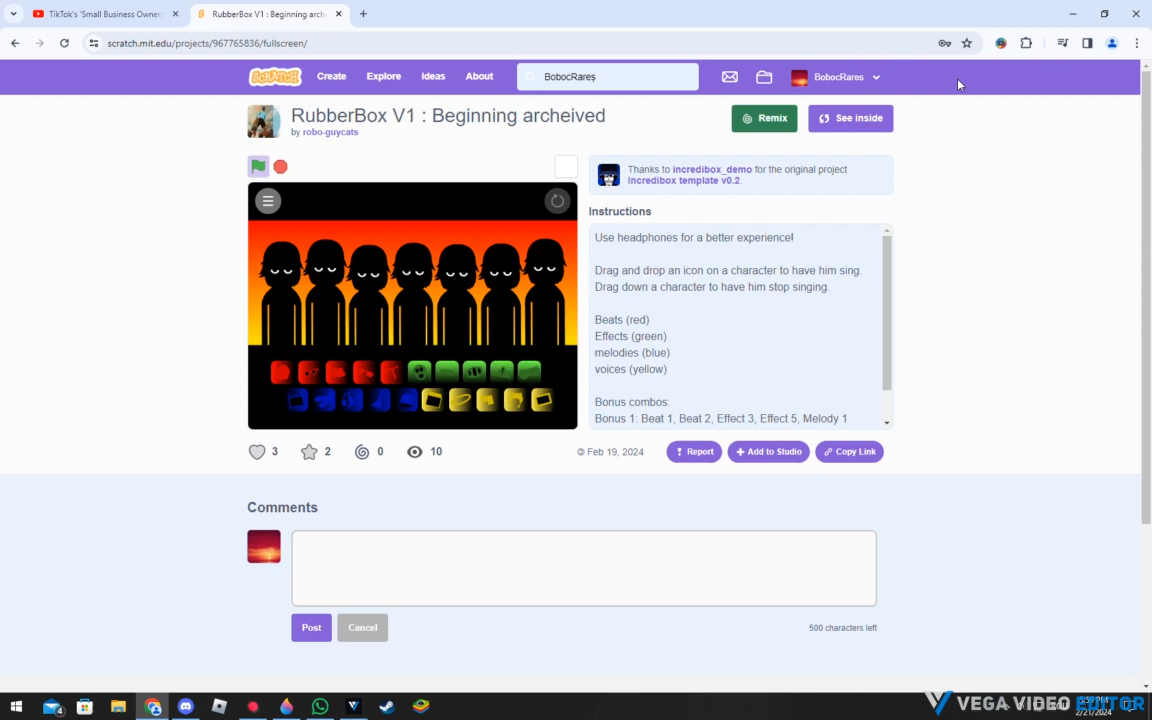 TikTok's 'Small Business Owners
RubberBox V1 : Beginning arche
scratch.mit.edu/projects/967765836/fullscreen/
SCRATCH
Create
Explore
Ideas
About
BobocRareș
BobocRares
RubberBox V1 : Beginning archeived
by robo-guycats
Remix
See inside
Thanks to incredibox_demo for the original project
Incredibox template v0.2.
Instructions
Use headphones for a better experience!
Drag and drop an icon on a character to have him sing.
Drag down a character to have him stop singing.
Beats (red)
Effects (green)
melodies (blue)
voices (yellow)
Bonus combos:
Bonus 1: Beat 1, Beat 2, Effect 3, Effect 5, Melody 1
3
2
0
10
© Feb 19, 2024
Report
Add to Studio
Copy Link
Comments
Post
Cancel
500 characters left
4
VEGA VIDEO EDITOR
2/21/2024